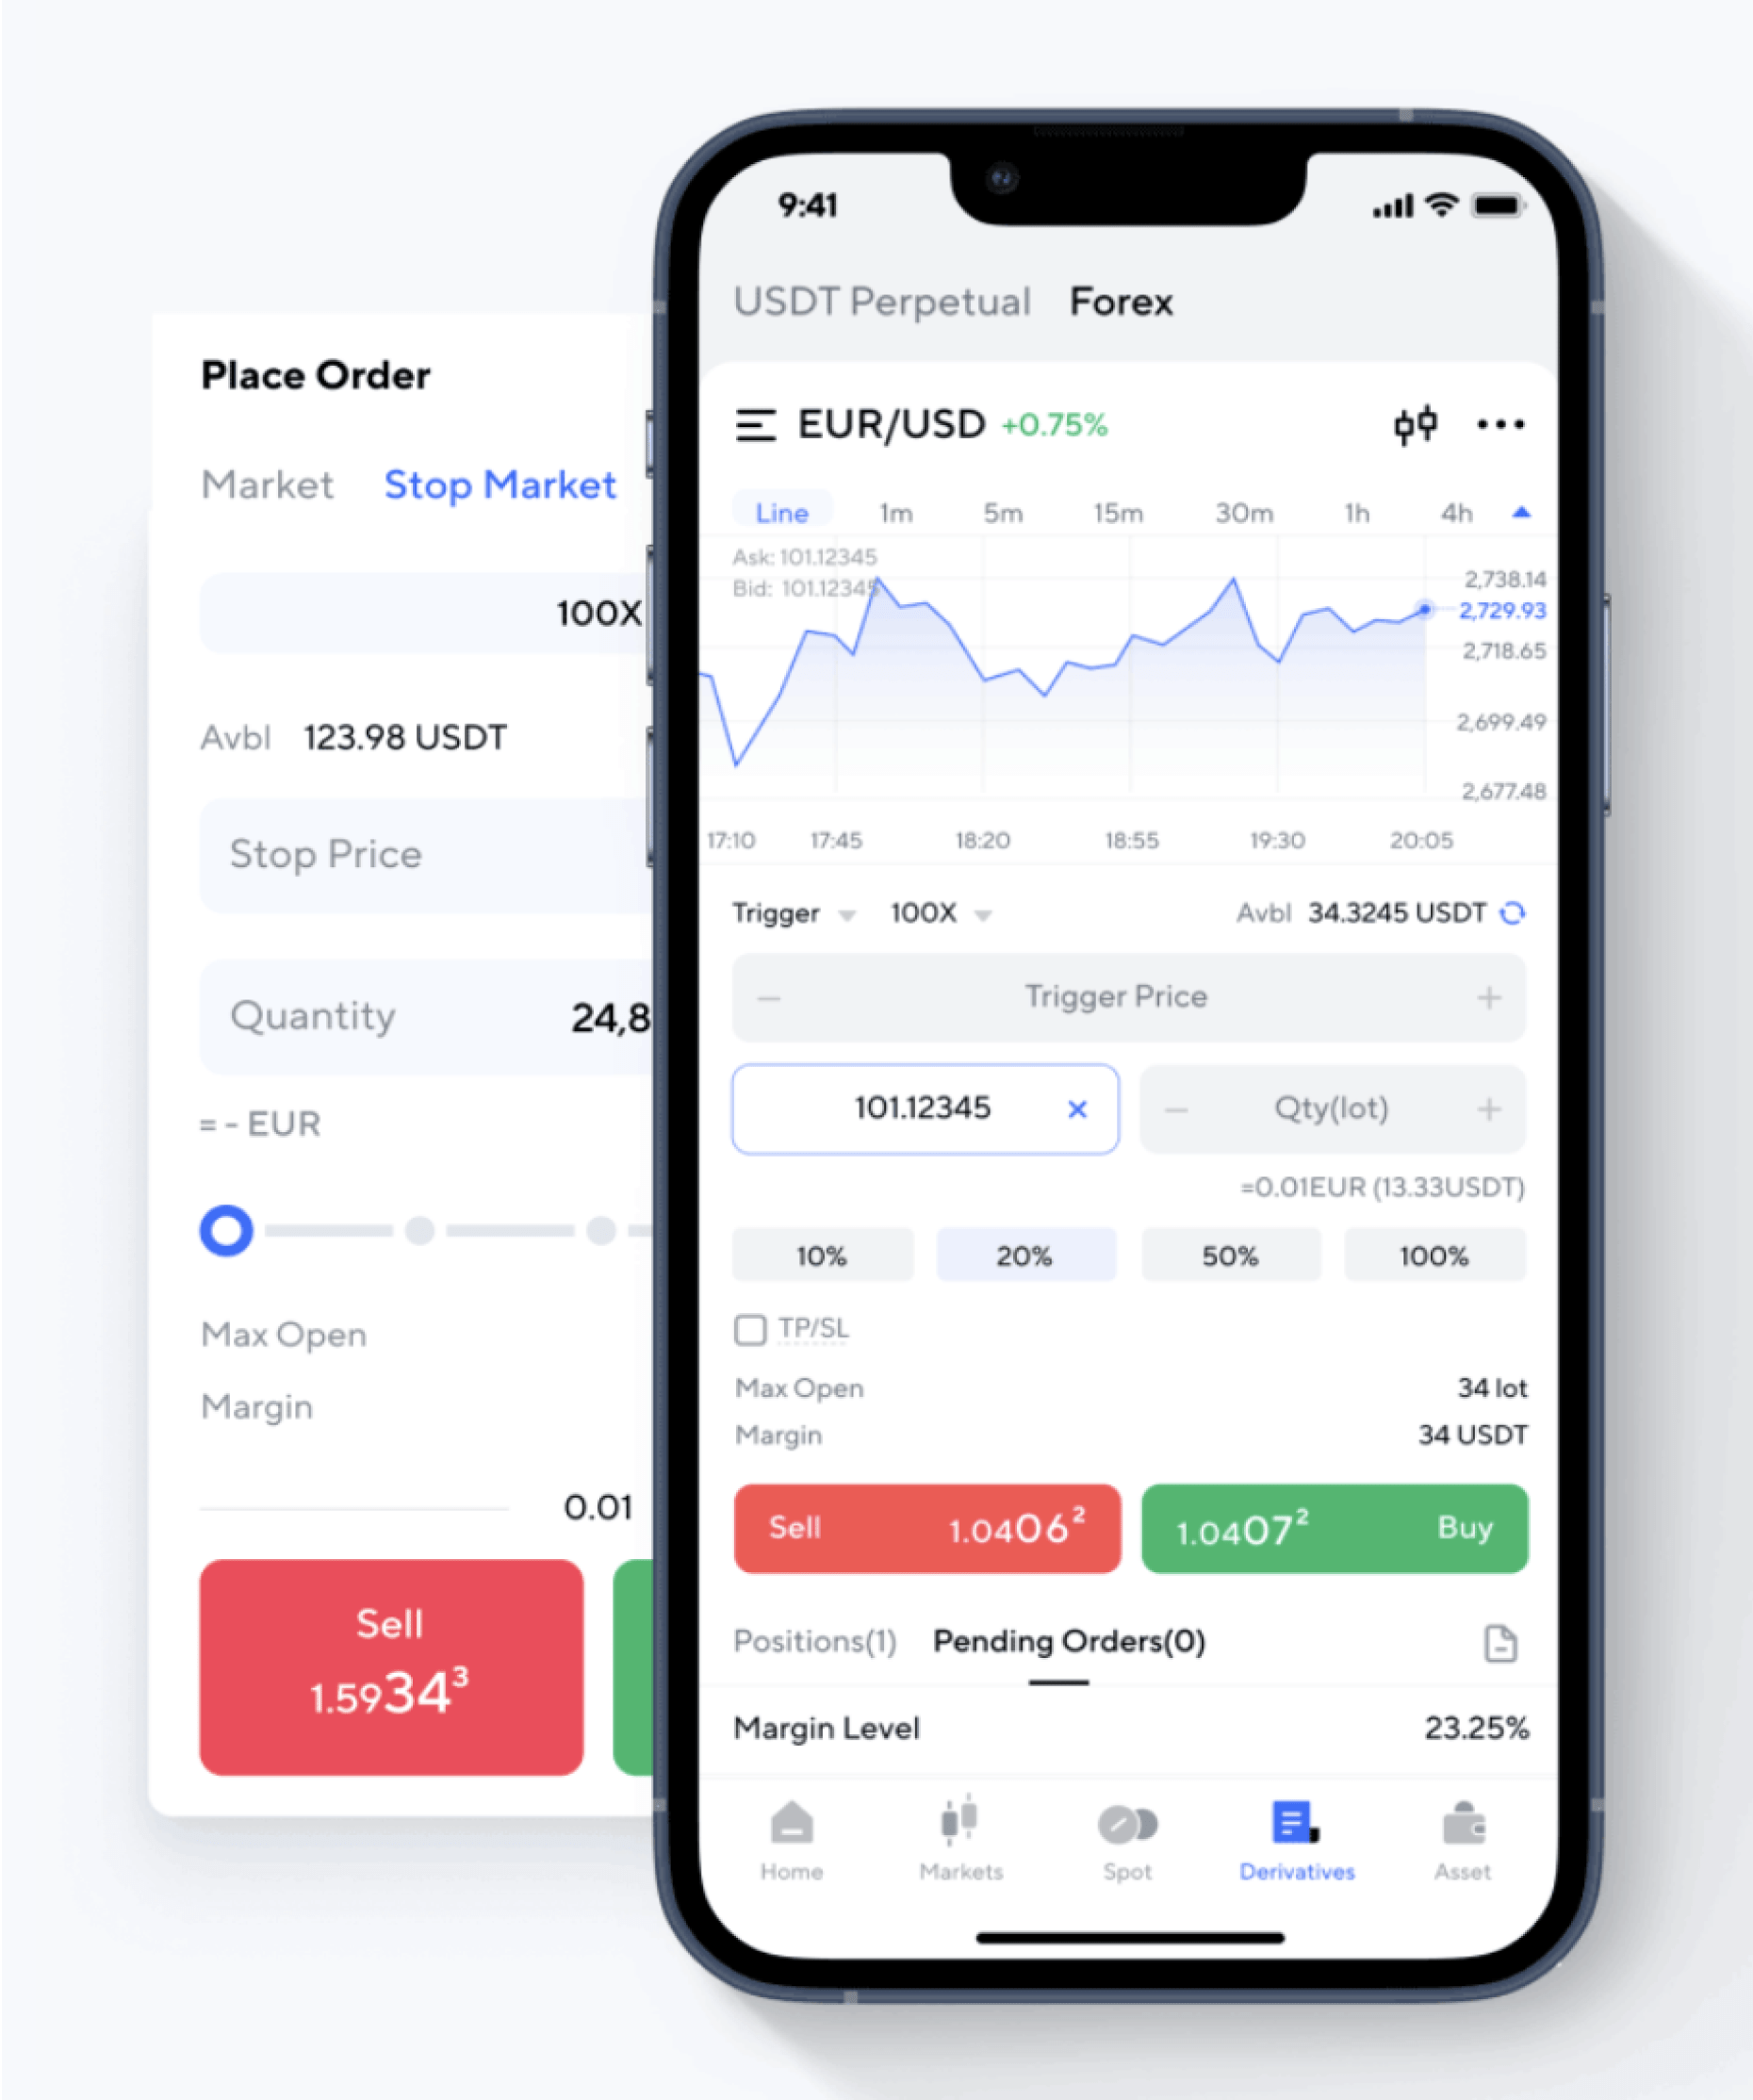 Place Order
Market Stop Market
100X
Avbl 123.98 USDT
Stop Price
Quantity 24,8
= - EUR
Max Open
Margin
0.01
Sell
1.5934³
9:41
USDT Perpetual Forex
EUR/USD +0.75%
Line 1m 5m 15m 30m 1h 4h
Ask: 101.12345
Bid: 101.12345
2,738.14
2,729.93
2,718.65
2,699.49
2,677.48
17:10 17:45 18:20 18:55 19:30 20:05
Trigger 100X Avbl 34.3245 USDT
− Trigger Price +
101.12345 × − Qty(lot) +
=0.01EUR (13.33USDT)
10% 20% 50% 100%
TP/SL
Max Open 34 lot
Margin 34 USDT
Sell 1.0406² 1.0407² Buy
Positions(1) Pending Orders(0)
Margin Level 23.25%
Home Markets Spot Derivatives Asset